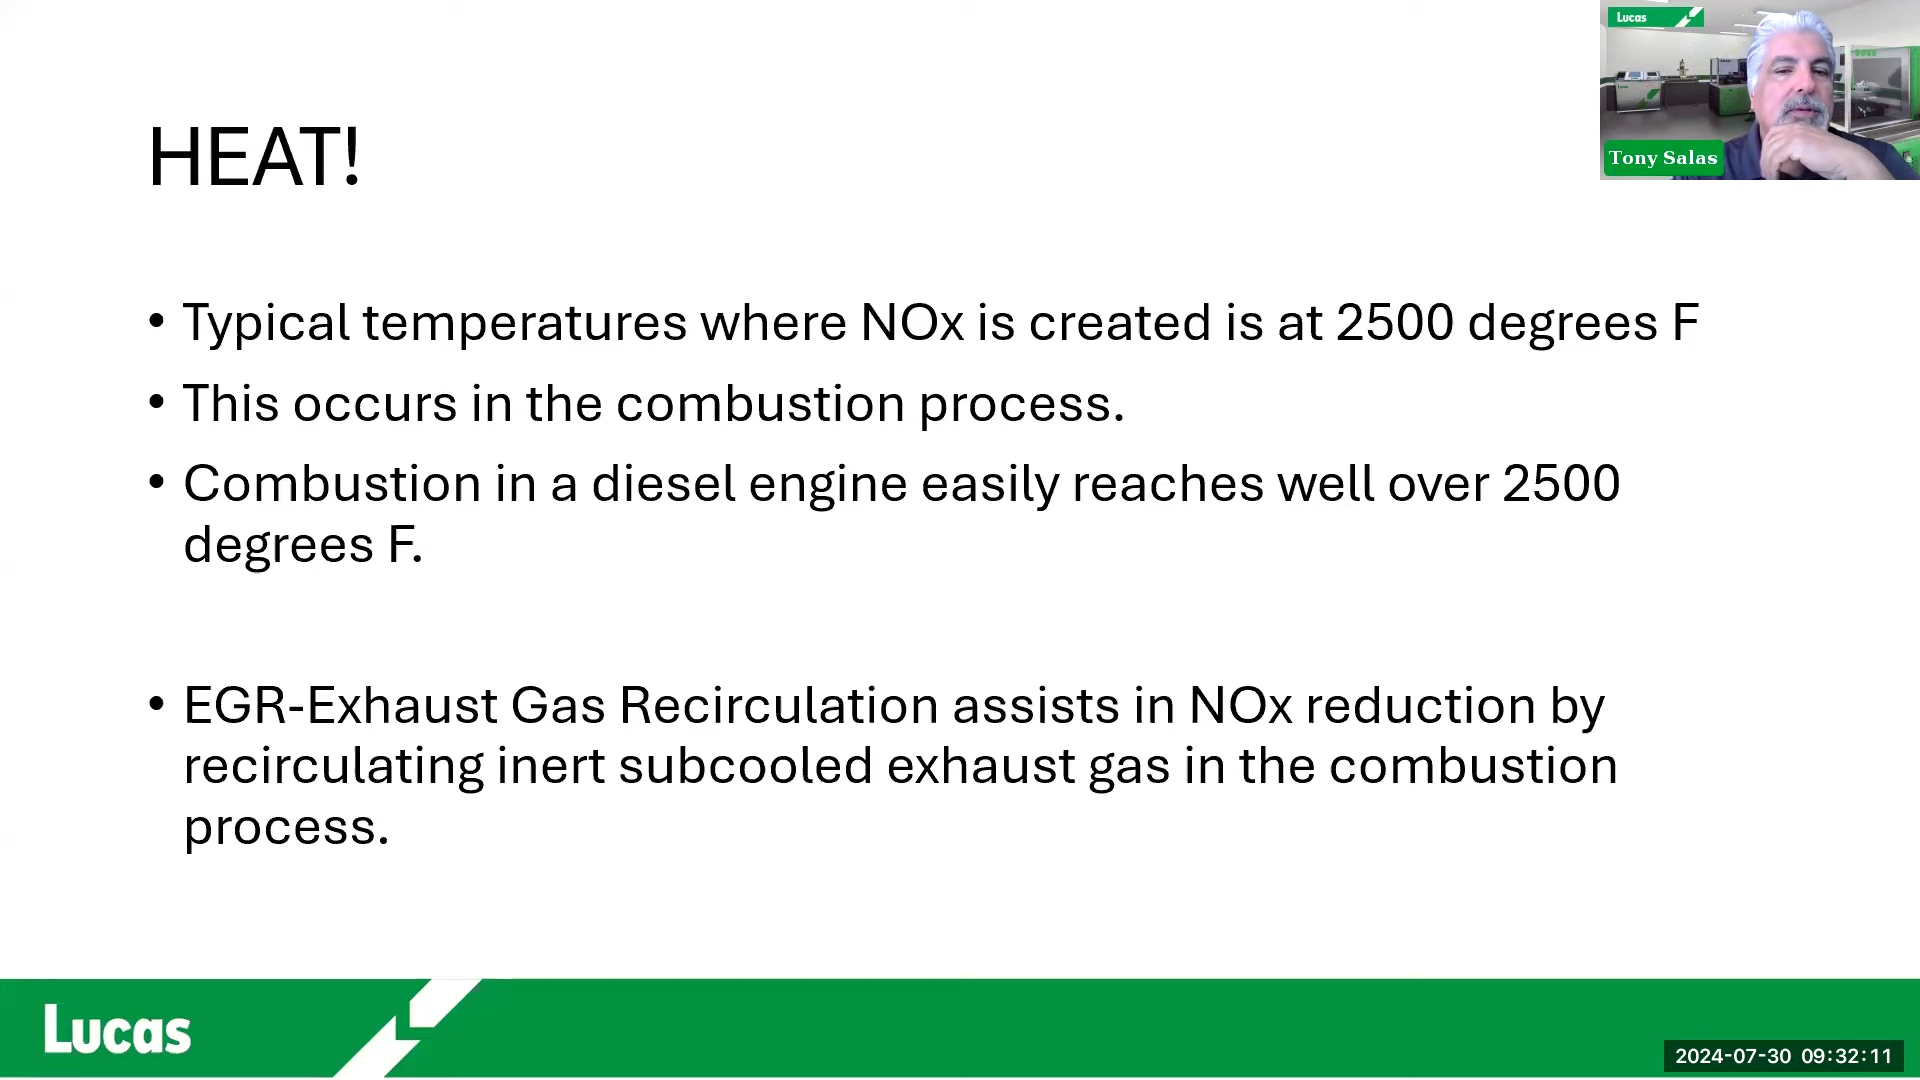 Lucas
Tony Salas
HEAT!
• Typical temperatures where NOx is created is at 2500 degrees F
• This occurs in the combustion process.
• Combustion in a diesel engine easily reaches well over 2500
degrees F.
• EGR-Exhaust Gas Recirculation assists in NOx reduction by
recirculating inert subcooled exhaust gas in the combustion
process.
Lucas
2024-07-30 09:32:11